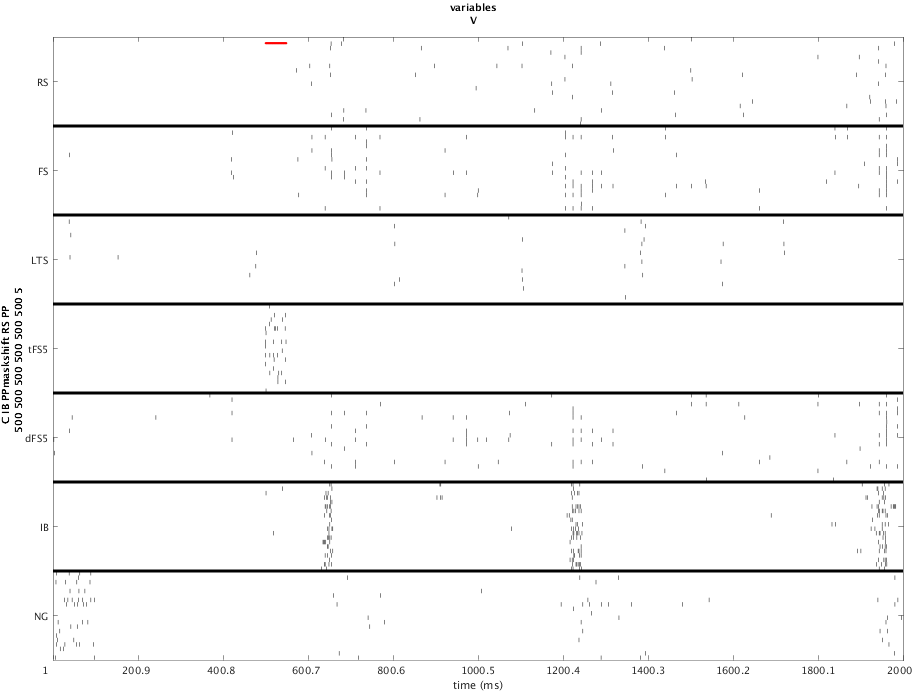 variables
V
RS
FS
LTS
tFS5
dFS5
IB
NG
C IB PPmaskshift RS PP
500 500 500 500 500 500 5
1
200.9
400.8
600.7
800.6
1000.5
1200.4
1400.3
1600.2
1800.1
2000
time (ms)